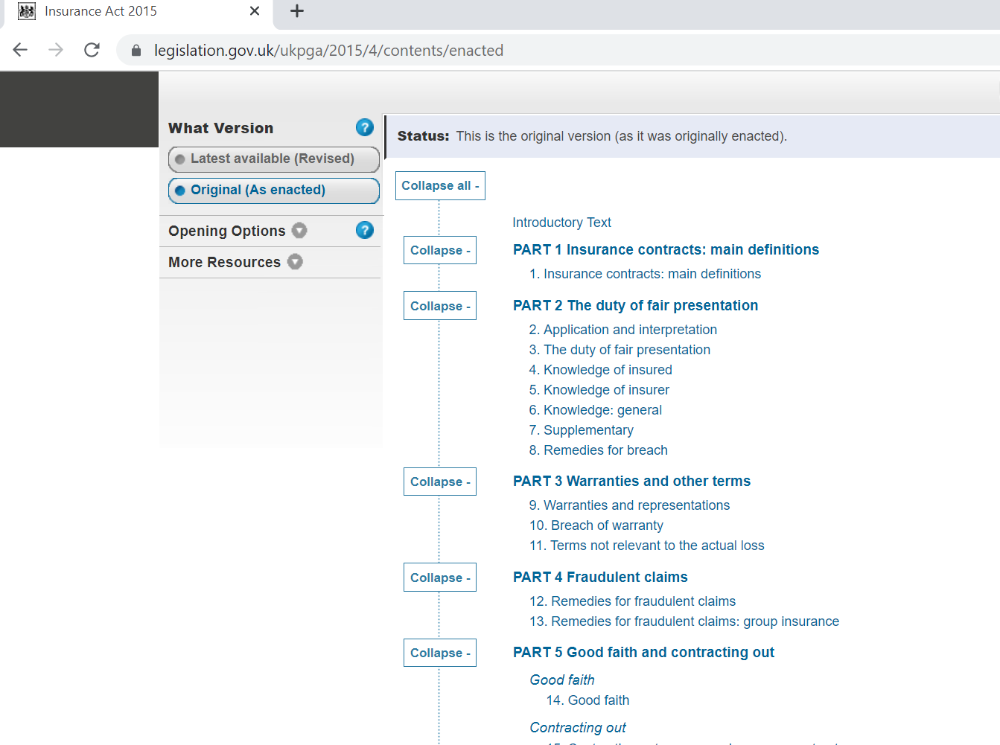 Insurance Act 2015
legislation.gov.uk/ukpga/2015/4/contents/enacted
What Version
Latest available (Revised)
Original (As enacted)
Opening Options
More Resources
Status: This is the original version (as it was originally enacted).
Collapse all -
Introductory Text
Collapse -
PART 1 Insurance contracts: main definitions
1. Insurance contracts: main definitions
Collapse -
PART 2 The duty of fair presentation
2. Application and interpretation
3. The duty of fair presentation
4. Knowledge of insured
5. Knowledge of insurer
6. Knowledge: general
7. Supplementary
8. Remedies for breach
Collapse -
PART 3 Warranties and other terms
9. Warranties and representations
10. Breach of warranty
11. Terms not relevant to the actual loss
Collapse -
PART 4 Fraudulent claims
12. Remedies for fraudulent claims
13. Remedies for fraudulent claims: group insurance
Collapse -
PART 5 Good faith and contracting out
Good faith
14. Good faith
Contracting out